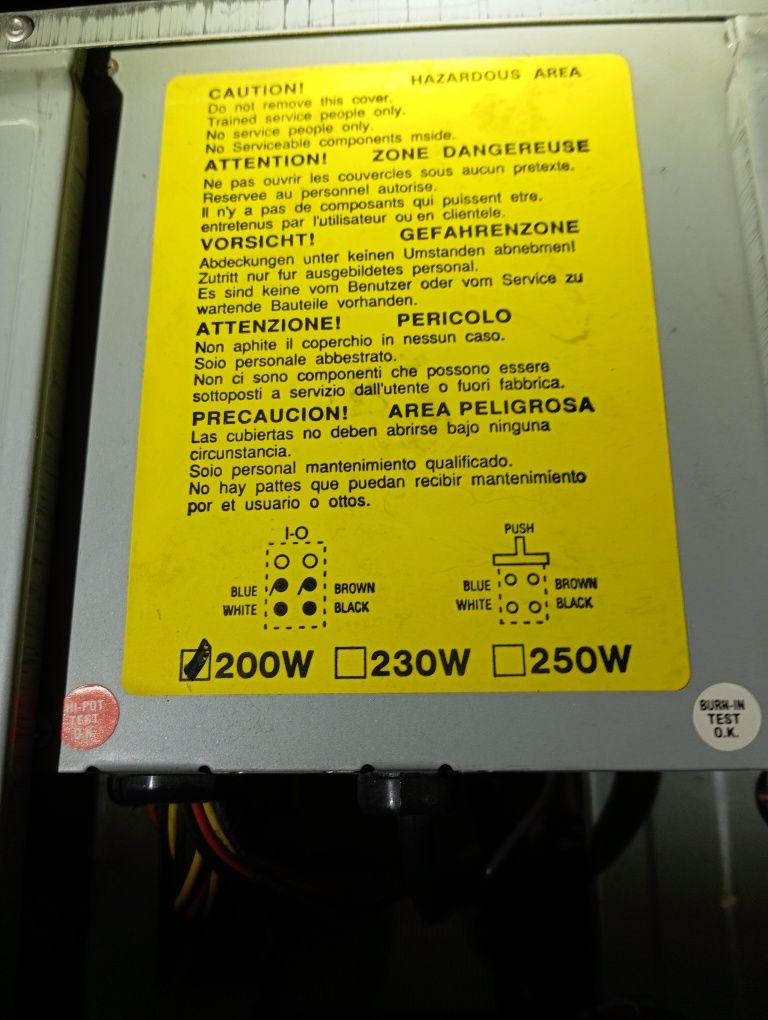 CAUTION! HAZARDOUS AREA
Do not remove this cover.
Trained service people only.
No service people only.
No Serviceable components mside.
ATTENTION! ZONE DANGEREUSE
Ne pas ouvrir les couvercles sous aucun pretexte.
Reservee au personnel autorise.
Il n'y a pas de composants qui puissent etre.
entretenus par l'utilisateur ou en clientele.
VORSICHT! GEFAHRENZONE
Abdeckungen unter keinen Umstanden abnebmen!
Zutritt nur fur ausgebildetes personal.
Es sind keine vom Benutzer oder vom Service zu
wartende Bauteile vorhanden.
ATTENZIONE! PERICOLO
Non aphite il coperchio in nessun caso.
Soio personale abbestrato.
Non ci sono componenti che possono essere
sottoposti a servizio dall'utente o fuori fabbrica.
PRECAUCION! AREA PELIGROSA
Las cubiertas no deben abrirse bajo ninguna
circunstancia.
Soio personal mantenimiento qualificado.
No hay pattes que puedan recibir mantenimiento
por et usuario o ottos.
I-O PUSH
BLUE BROWN BLUE BROWN
WHITE BLACK WHITE BLACK
200W 230W 250W
HI-POT
TEST
O.K.
BURN-IN
TEST
O.K.